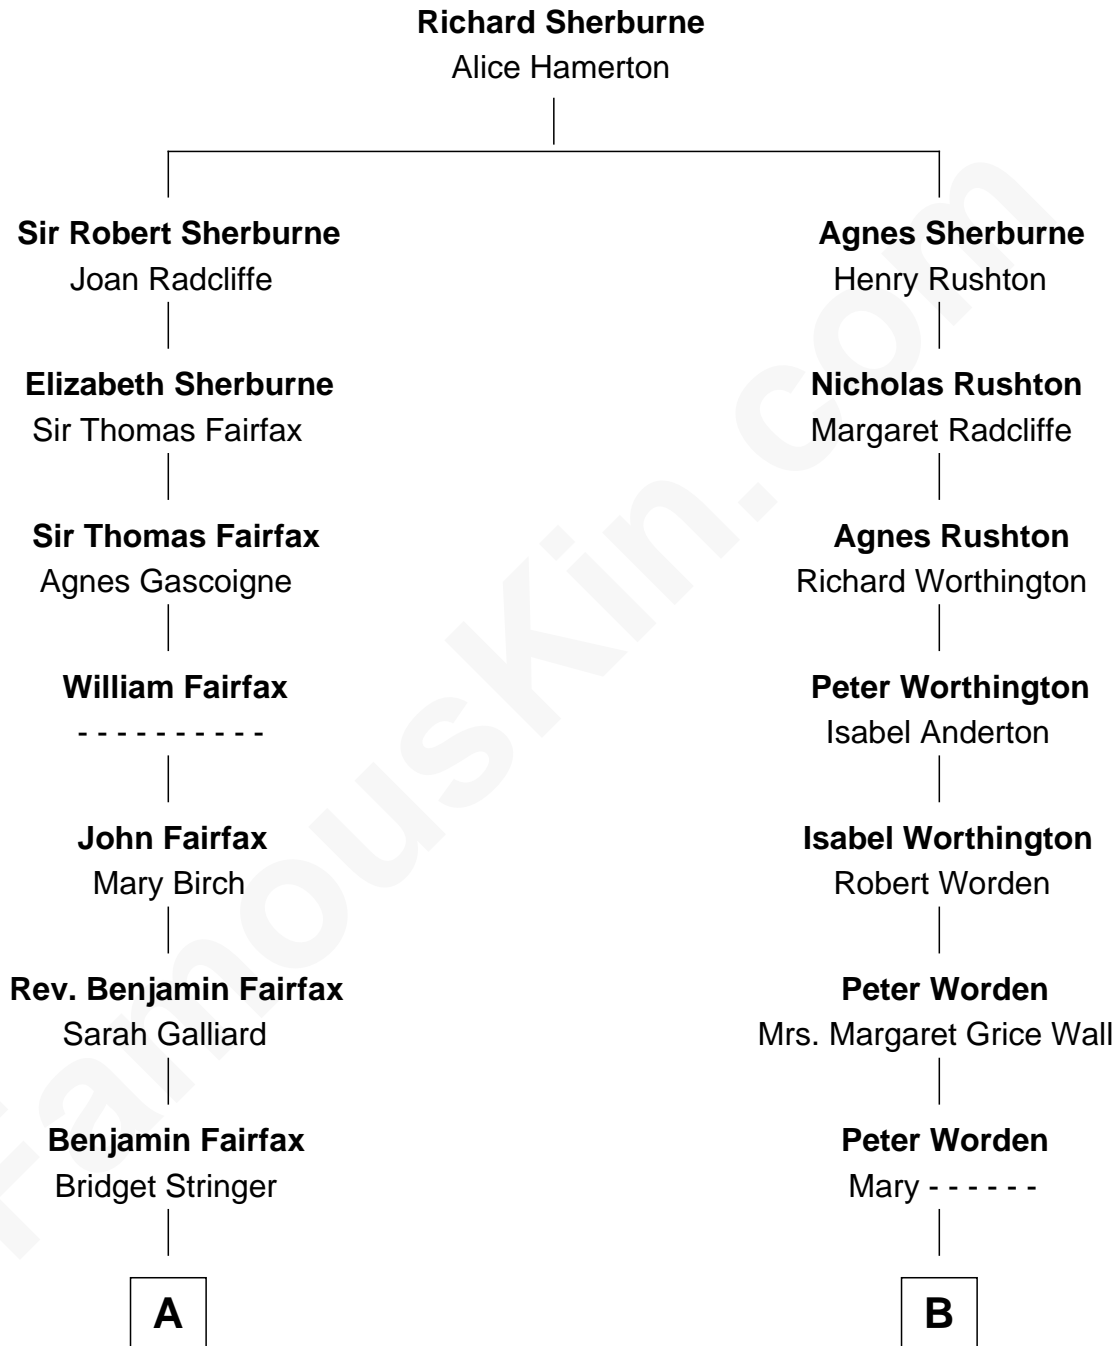 Richard Sherburne
Alice Hamerton
Sir Robert Sherburne
Joan Radcliffe
Agnes Sherburne
Henry Rushton
Elizabeth Sherburne
Sir Thomas Fairfax
Nicholas Rushton
Margaret Radcliffe
Sir Thomas Fairfax
Agnes Gascoigne
Agnes Rushton
Richard Worthington
William Fairfax
- - - - - - - - - -
Peter Worthington
Isabel Anderton
John Fairfax
Mary Birch
Isabel Worthington
Robert Worden
Rev. Benjamin Fairfax
Sarah Galliard
Peter Worden
Mrs. Margaret Grice Wall
Benjamin Fairfax
Bridget Stringer
Peter Worden
Mary - - - - - -
A
B
FamousKin.com